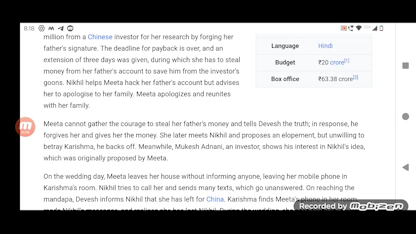 8:18
million from a Chinese investor for her research by forging her
father's signature. The deadline for payback is over, and an
extension of three days was given, during which she has to steal
money from her father's account to save him from the investor's
goons. Nikhil helps Meeta hack her father's account but advises
her to apologise to her family. Meeta apologizes and reunites
with her family.
Language Hindi
Budget ₹20 crore[1]
Box office ₹63.38 crore[2]
Meeta cannot gather the courage to steal her father's money and tells Devesh the truth; in response, he
forgives her and gives her the money. She later meets Nikhil and proposes an elopement, but unwilling to
betray Karishma, he backs off. Meanwhile, Mukesh Adnani, an investor, shows his interest in Nikhil's idea,
which was originally proposed by Meeta.
On the wedding day, Meeta leaves her house without informing anyone, leaving her mobile phone in
Karishma's room. Nikhil tries to call her and sends many texts, which go unanswered. On reaching the
mandapa, Devesh informs Nikhil that she has left for China. Karishma finds Meeta's phone in her room
Recorded by MOBIZEN